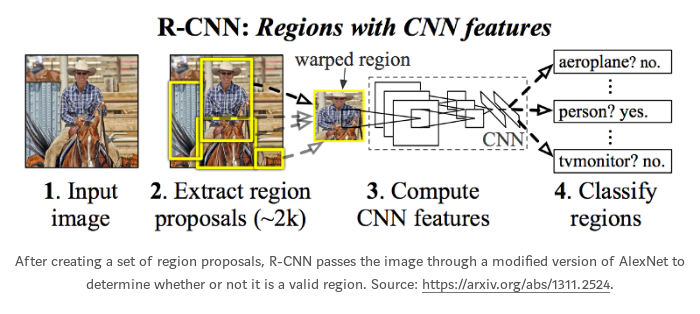 R-CNN: Regions with CNN features
warped region
aeroplane? no.
person? yes.
tvmonitor? no.
CNN
1. Input
image
2. Extract region
proposals (~2k)
3. Compute
CNN features
4. Classify
regions
After creating a set of region proposals, R-CNN passes the image through a modified version of AlexNet to
determine whether or not it is a valid region. Source: https://arxiv.org/abs/1311.2524.